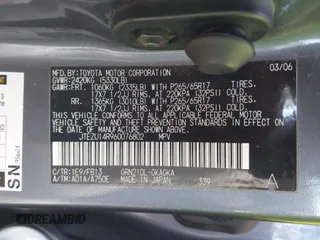 MFD. BY: TOYOTA MOTOR CORPORATION 03/06
GVWR: 2420KG (5330LB)
GAWR: FRT. 1060KG (2335LB) WITH P265/65R17 TIRES,
17X7 1/2JJ RIMS, AT 220KPA (32PSI) COLD.
RR. 1365KG (3010LB) WITH P265/65R17 TIRES,
17X7 1/2JJ RIMS, AT 220KPA (32PSI) COLD.
THIS VEHICLE CONFORMS TO ALL APPLICABLE FEDERAL
MOTOR VEHICLE SAFETY STANDARDS IN EFFECT ON
THE DATE OF MANUFACTURE SHOWN ABOVE.
JTEZU14R960076802 MPV
C/TR: 1E9/FB13 GRN210L-GKAGKA
A/TM: A01A/A750E MADE IN JAPAN 339 A
SN
DREAMBID